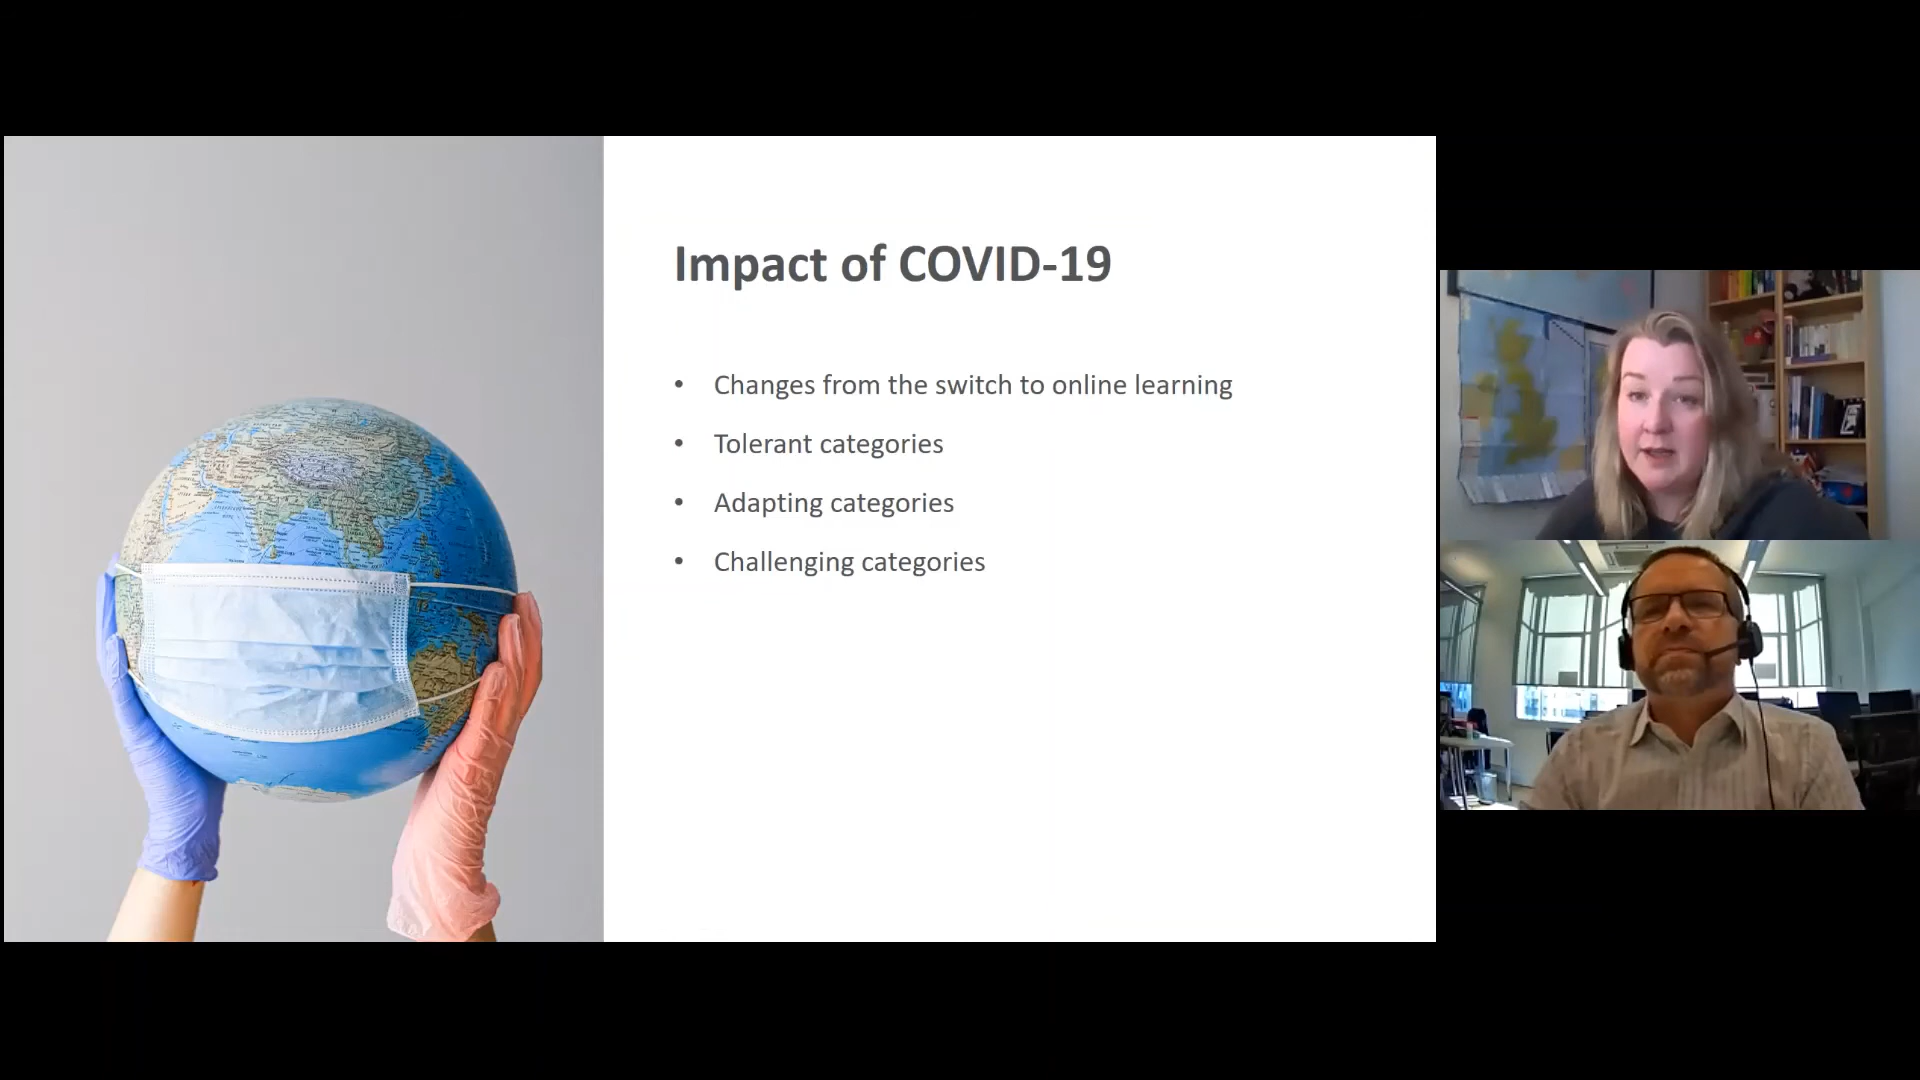 Impact of COVID-19
• Changes from the switch to online learning
• Tolerant categories
• Adapting categories
• Challenging categories